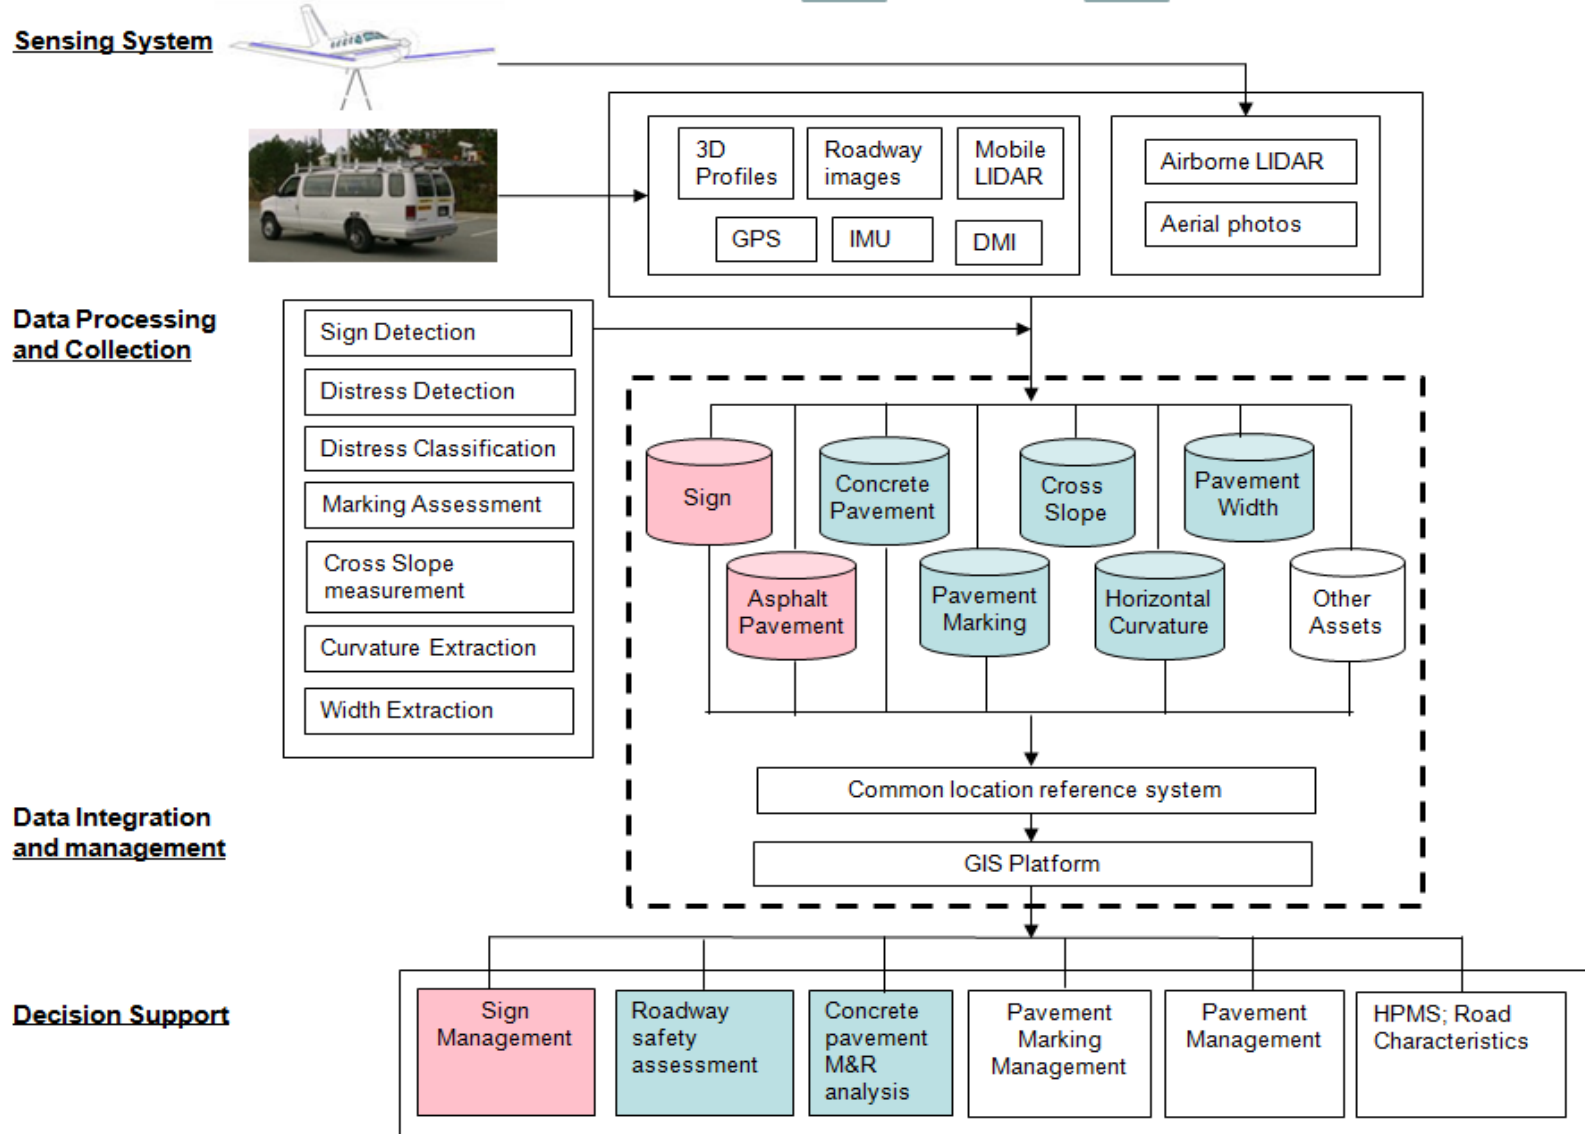 Sensing System
3D
Profiles
Roadway
images
Mobile
LIDAR
GPS
IMU
DMI
Airborne LIDAR
Aerial photos
Data Processing
and Collection
Sign Detection
Distress Detection
Distress Classification
Marking Assessment
Cross Slope
measurement
Curvature Extraction
Width Extraction
Sign
Concrete
Pavement
Cross
Slope
Pavement
Width
Asphalt
Pavement
Pavement
Marking
Horizontal
Curvature
Other
Assets
Data Integration
and management
Common location reference system
GIS Platform
Decision Support
Sign
Management
Roadway
safety
assessment
Concrete
pavement
M&R
analysis
Pavement
Marking
Management
Pavement
Management
HPMS; Road
Characteristics